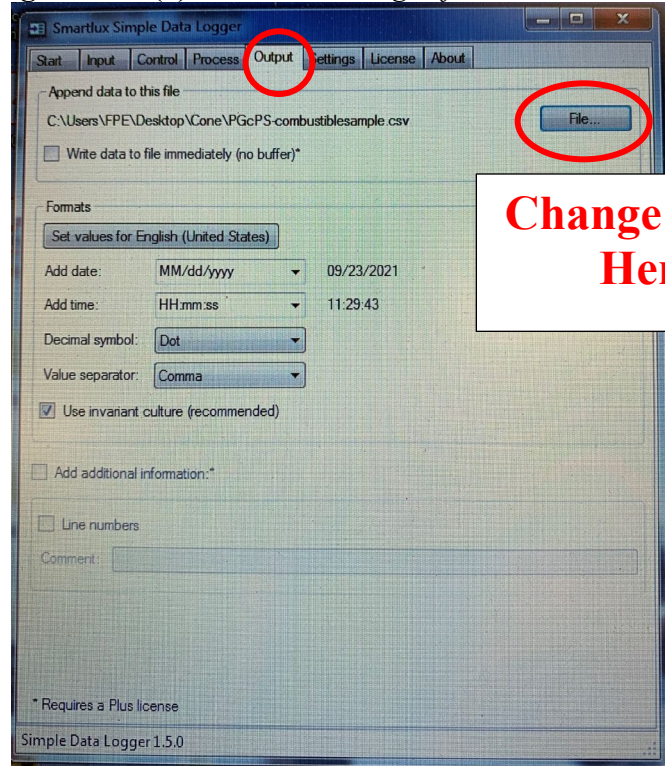 Smartlux Simple Data Logger
Start Input Control Process Output Settings License About
Append data to this file
C:\Users\FPE\Desktop\Cone\PGcPS-combustiblesample.csv File...
Write data to file immediately (no buffer)*
Change
Formats
Set values for English (United States)
Add date: MM/dd/yyyy 09/23/2021
Add time: HH:mm:ss 11:29:43
Decimal symbol: Dot
Value separator: Comma
Use invariant culture (recommended)
Add additional information:*
Line numbers
Comment:
* Requires a Plus license
Simple Data Logger 1.5.0